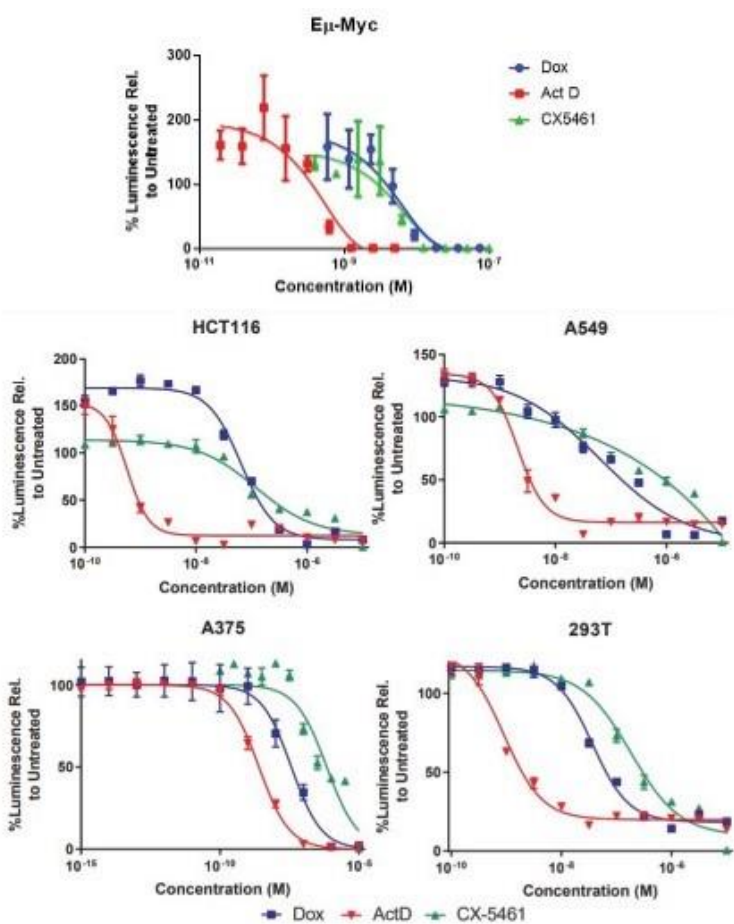 Eμ-Myc
% Luminescence Rel.
to Untreated
300
200
100
0
10-11
10-9
10-7
Concentration (M)
Dox
Act D
CX5461
HCT116
%Luminescence Rel.
to Untreated
200
150
100
50
0
10-10
10-8
10-6
Concentration (M)
A549
%Luminescence Rel.
to Untreated
150
100
50
0
10-10
10-8
10-6
Concentration (M)
A375
%Luminescence Rel.
to Untreated
100
50
0
10-15
10-10
10-5
Concentration (M)
293T
%Luminescence Rel.
to Untreated
100
50
0
10-10
10-8
10-6
Concentration (M)
Dox ActD CX-5461